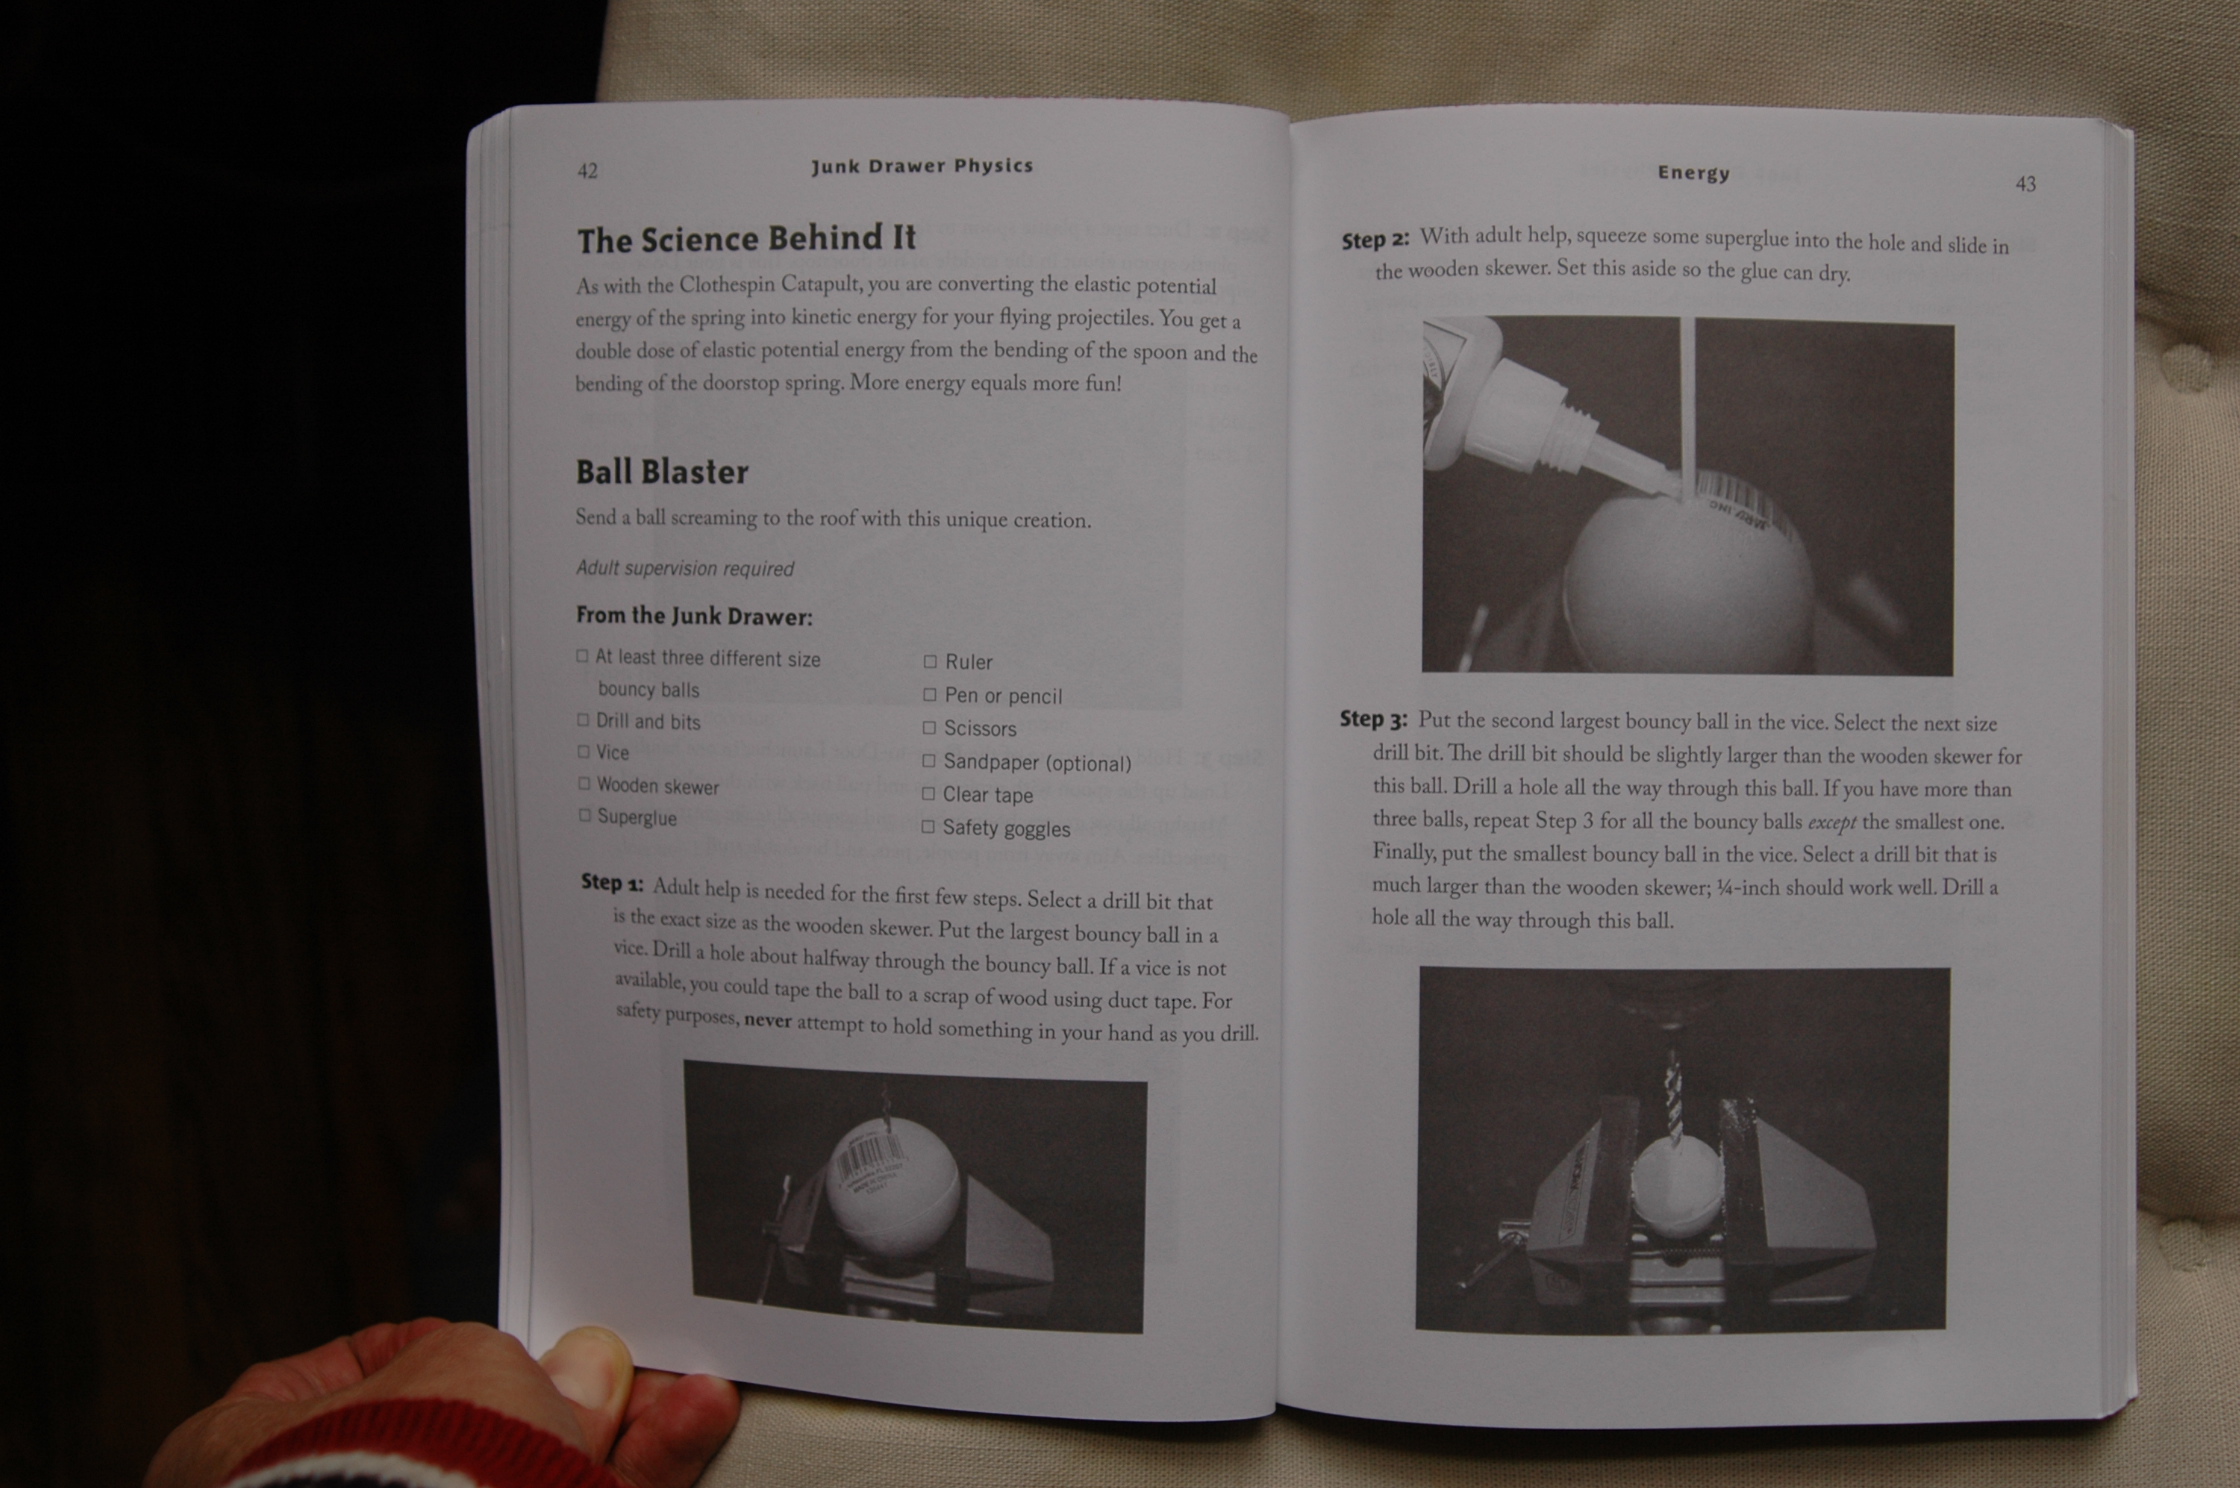 42
Junk Drawer Physics
The Science Behind It
As with the Clothespin Catapult, you are converting the elastic potential
energy of the spring into kinetic energy for your flying projectiles. You get a
double dose of elastic potential energy from the bending of the spoon and the
bending of the doorstop spring. More energy equals more fun!
Ball Blaster
Send a ball screaming to the roof with this unique creation.
Adult supervision required
From the Junk Drawer:
☐ At least three different size
bouncy balls
☐ Drill and bits
☐ Vice
☐ Wooden skewer
☐ Superglue
☐ Ruler
☐ Pen or pencil
☐ Scissors
☐ Sandpaper (optional)
☐ Clear tape
☐ Safety goggles
Step 1: Adult help is needed for the first few steps. Select a drill bit that
is the exact size as the wooden skewer. Put the largest bouncy ball in a
vice. Drill a hole about halfway through the bouncy ball. If a vice is not
available, you could tape the ball to a scrap of wood using duct tape. For
safety purposes, never attempt to hold something in your hand as you drill.
Energy
43
Step 2: With adult help, squeeze some superglue into the hole and slide in
the wooden skewer. Set this aside so the glue can dry.
Step 3: Put the second largest bouncy ball in the vice. Select the next size
drill bit. The drill bit should be slightly larger than the wooden skewer for
this ball. Drill a hole all the way through this ball. If you have more than
three balls, repeat Step 3 for all the bouncy balls except the smallest one.
Finally, put the smallest bouncy ball in the vice. Select a drill bit that is
much larger than the wooden skewer; ¼-inch should work well. Drill a
hole all the way through this ball.